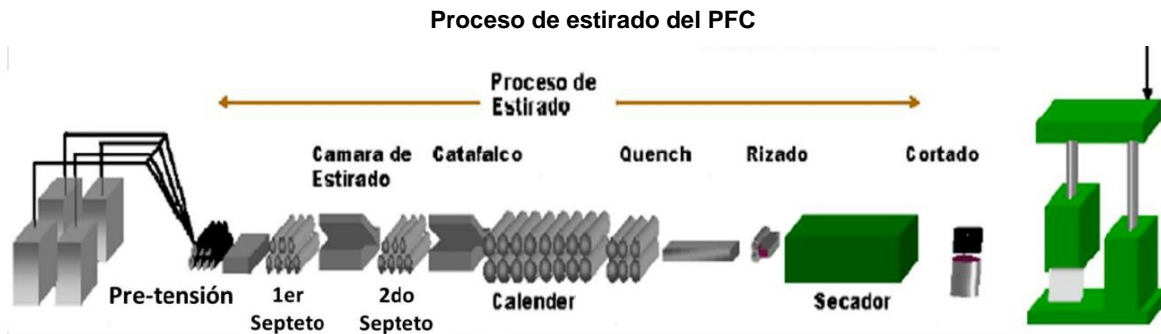 Proceso de estirado del PFC
Proceso de
Estirado
Camara de
Estirado
Catafalco
Quench
Rizado
Cortado
Pre-tensión
1er
Septeto
2do
Septeto
Calender
Secador